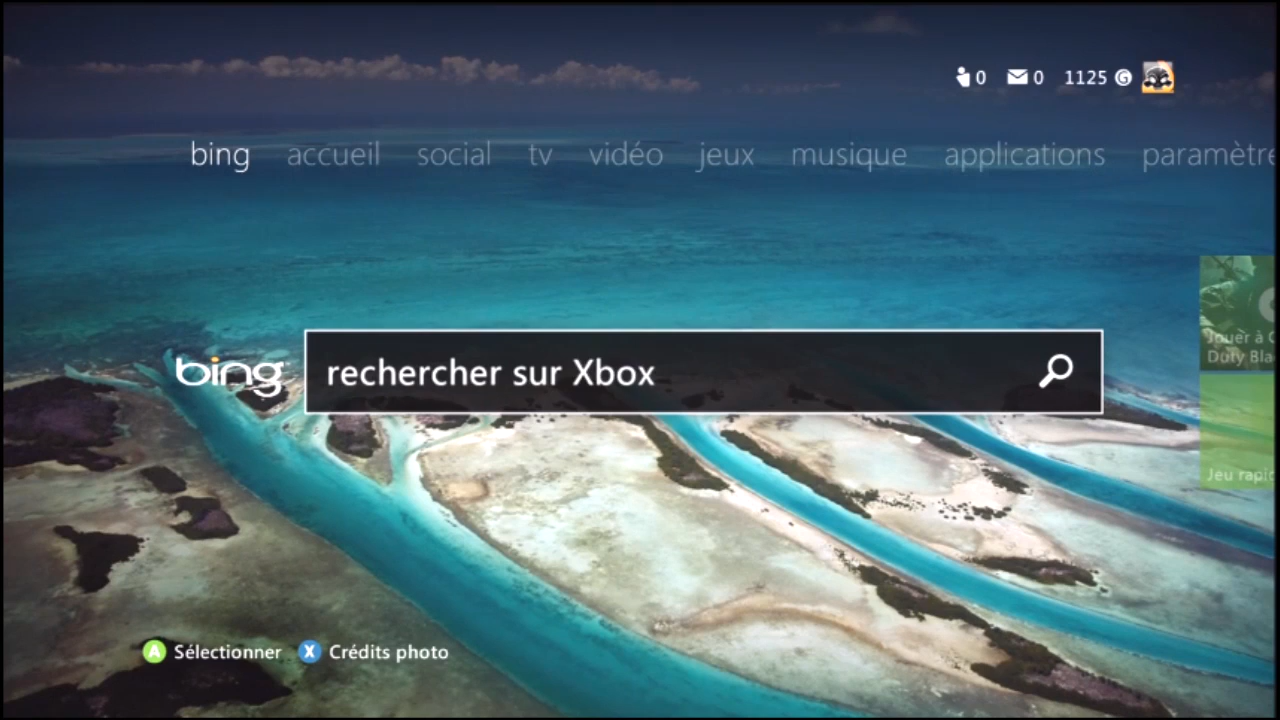 0 0 1125 G
bing accueil social tv vidéo jeux musique applications paramètre
bing
rechercher sur Xbox
Jouer à C
Duty Bla
Jeu rapid
A Sélectionner X Crédits photo